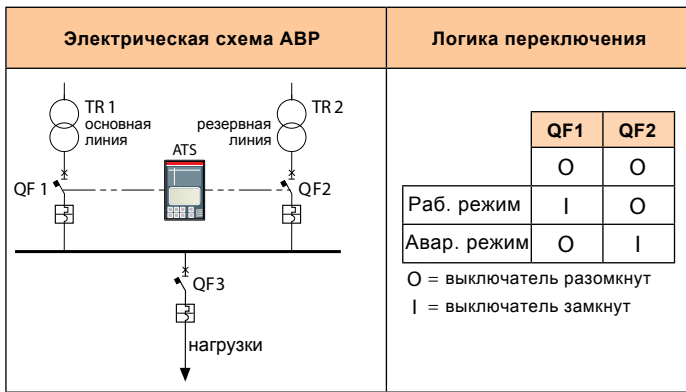 Электрическая схема АВР
Логика переключения
TR 1
основная
линия
резервная
линия
TR 2
ATS
QF 1
QF2
QF3
нагрузки
QF1 QF2
O O
Раб. режим I O
Авар. режим O I
O = выключатель разомкнут
I = выключатель замкнут